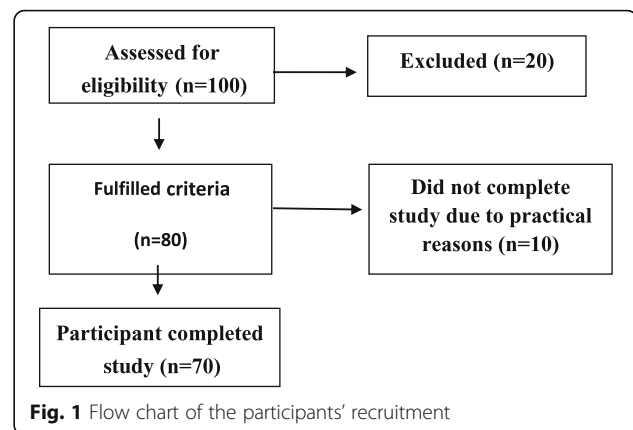 Assessed for
eligibility (n=100)
Excluded (n=20)
Fulfilled criteria
(n=80)
Did not complete
study due to practical
reasons (n=10)
Participant completed
study (n=70)
Fig. 1 Flow chart of the participants’ recruitment